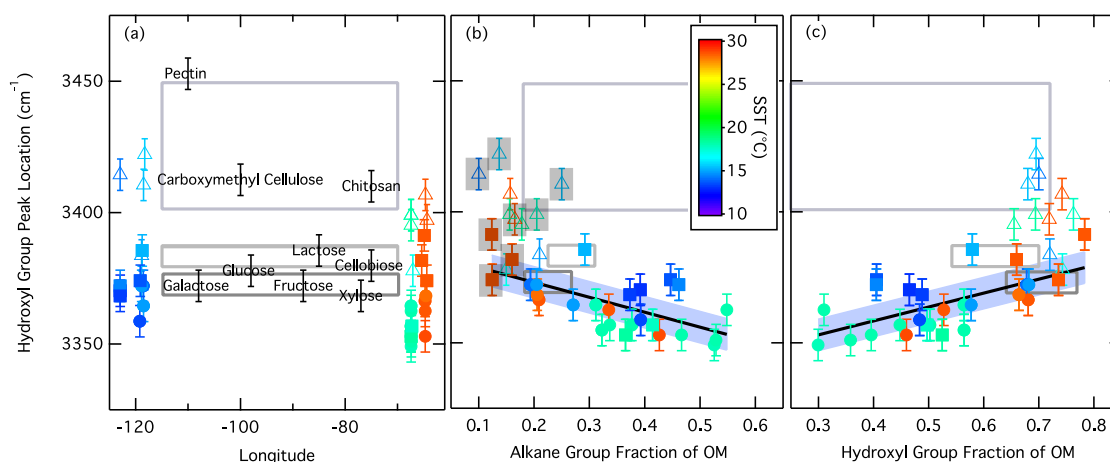 (a)
(b)
(c)
Hydroxyl Group Peak Location (cm⁻¹)
3450
3400
3350
Pectin
Carboxymethyl Cellulose
Chitosan
Lactose
Glucose
Cellobiose
Galactose
Fructose
Xylose
30
25
20
15
10
SST (°C)
-120
-100
-80
Longitude
0.1 0.2 0.3 0.4 0.5 0.6
Alkane Group Fraction of OM
0.3 0.4 0.5 0.6 0.7 0.8
Hydroxyl Group Fraction of OM